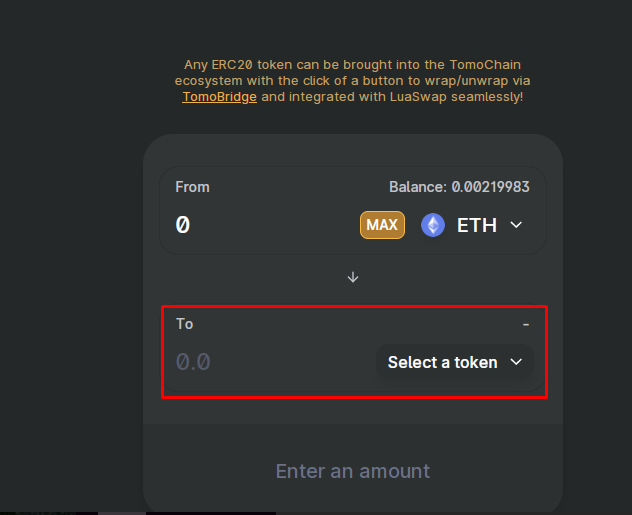 Any ERC20 token can be brought into the TomoChain
ecosystem with the click of a button to wrap/unwrap via
TomoBridge and integrated with LuaSwap seamlessly!
From
Balance: 0.00219983
0
MAX
ETH
To
-
0.0
Select a token
Enter an amount